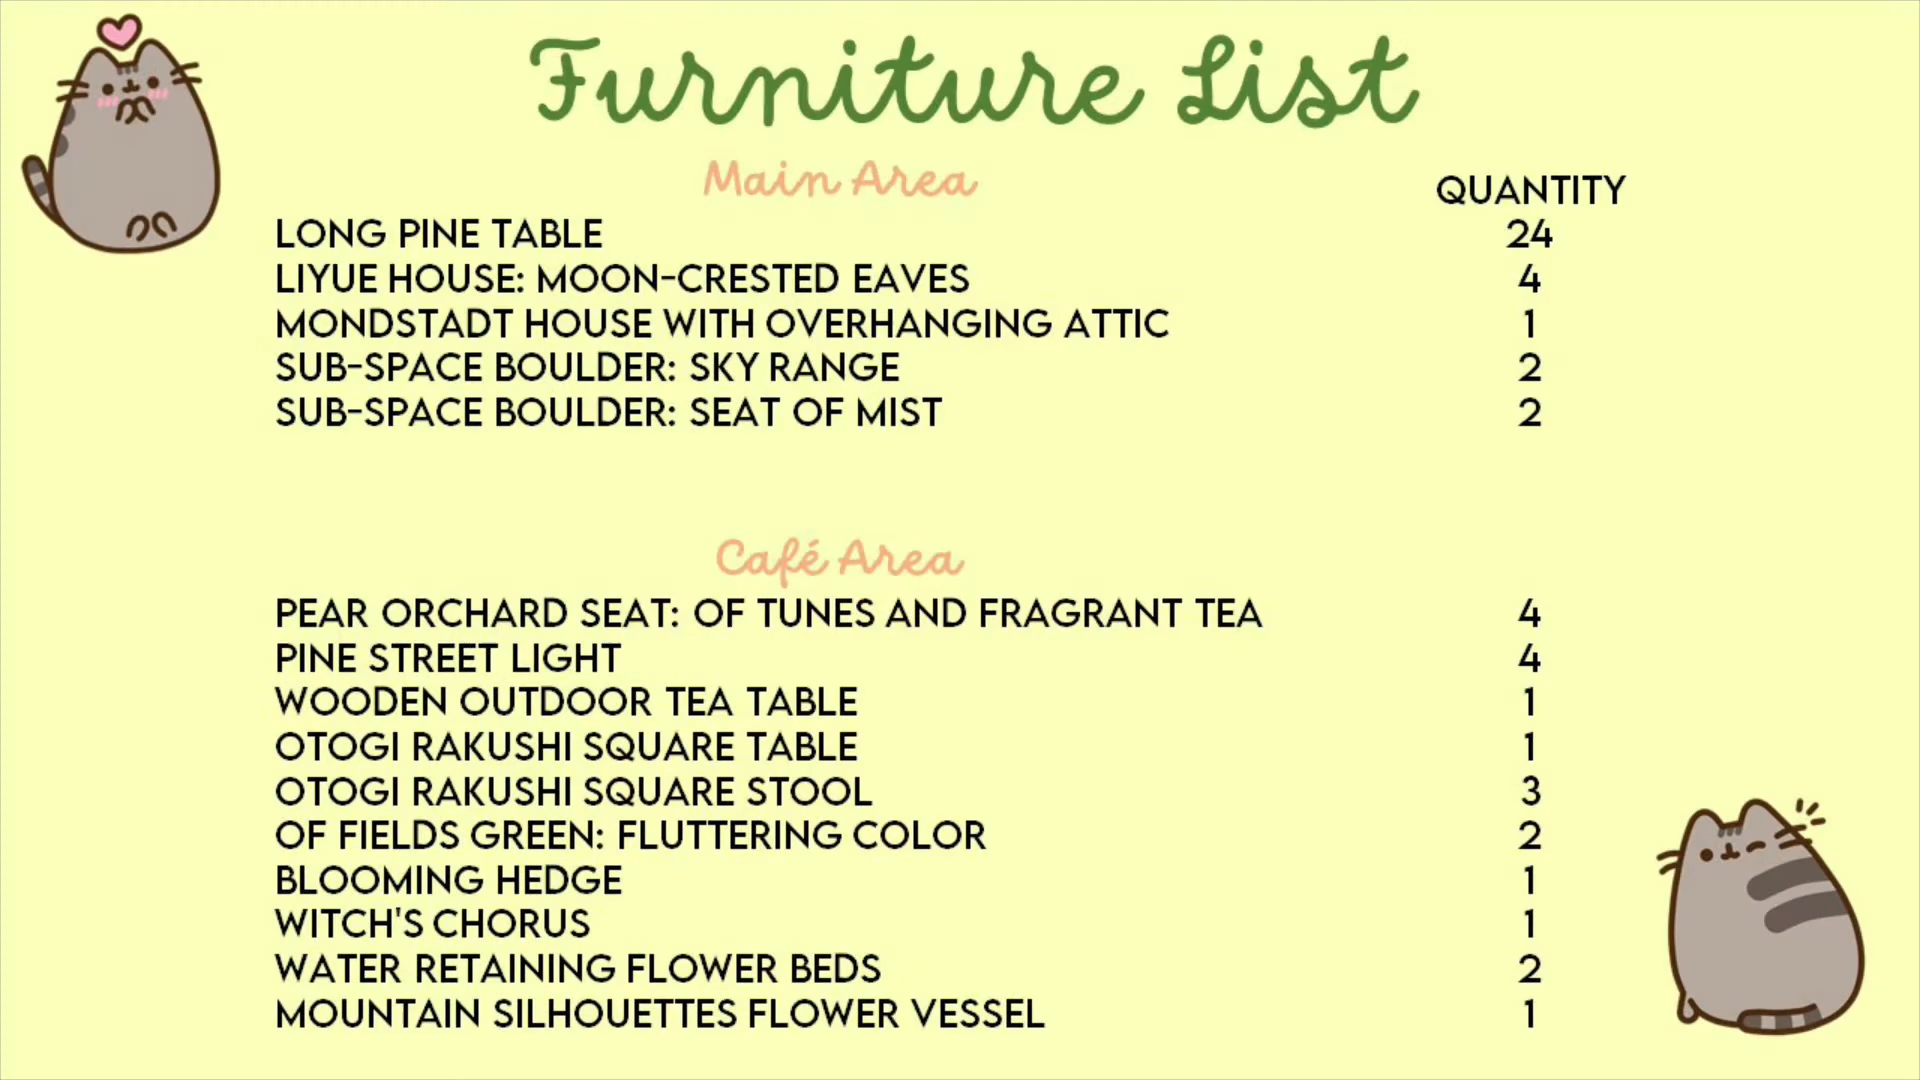 Furniture List
Main Area
QUANTITY
LONG PINE TABLE 24
LIYUE HOUSE: MOON-CRESTED EAVES 4
MONDSTADT HOUSE WITH OVERHANGING ATTIC 1
SUB-SPACE BOULDER: SKY RANGE 2
SUB-SPACE BOULDER: SEAT OF MIST 2
Café Area
PEAR ORCHARD SEAT: OF TUNES AND FRAGRANT TEA 4
PINE STREET LIGHT 4
WOODEN OUTDOOR TEA TABLE 1
OTOGI RAKUSHI SQUARE TABLE 1
OTOGI RAKUSHI SQUARE STOOL 3
OF FIELDS GREEN: FLUTTERING COLOR 2
BLOOMING HEDGE 1
WITCH'S CHORUS 1
WATER RETAINING FLOWER BEDS 2
MOUNTAIN SILHOUETTES FLOWER VESSEL 1